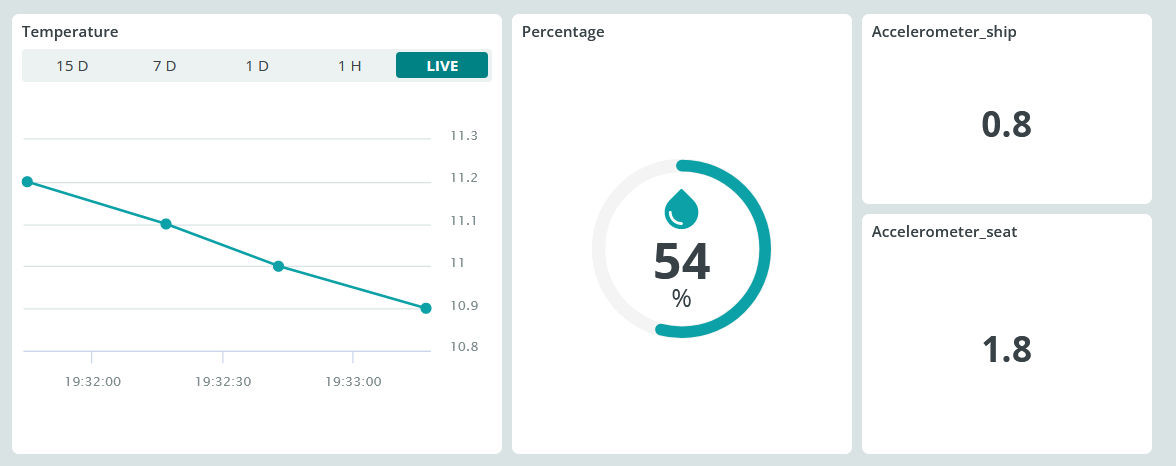 Temperature
15 D 7 D 1 D 1 H LIVE
11.3
11.2
11.1
11
10.9
10.8
19:32:00 19:32:30 19:33:00
Percentage
54
%
Accelerometer_ship
0.8
Accelerometer_seat
1.8